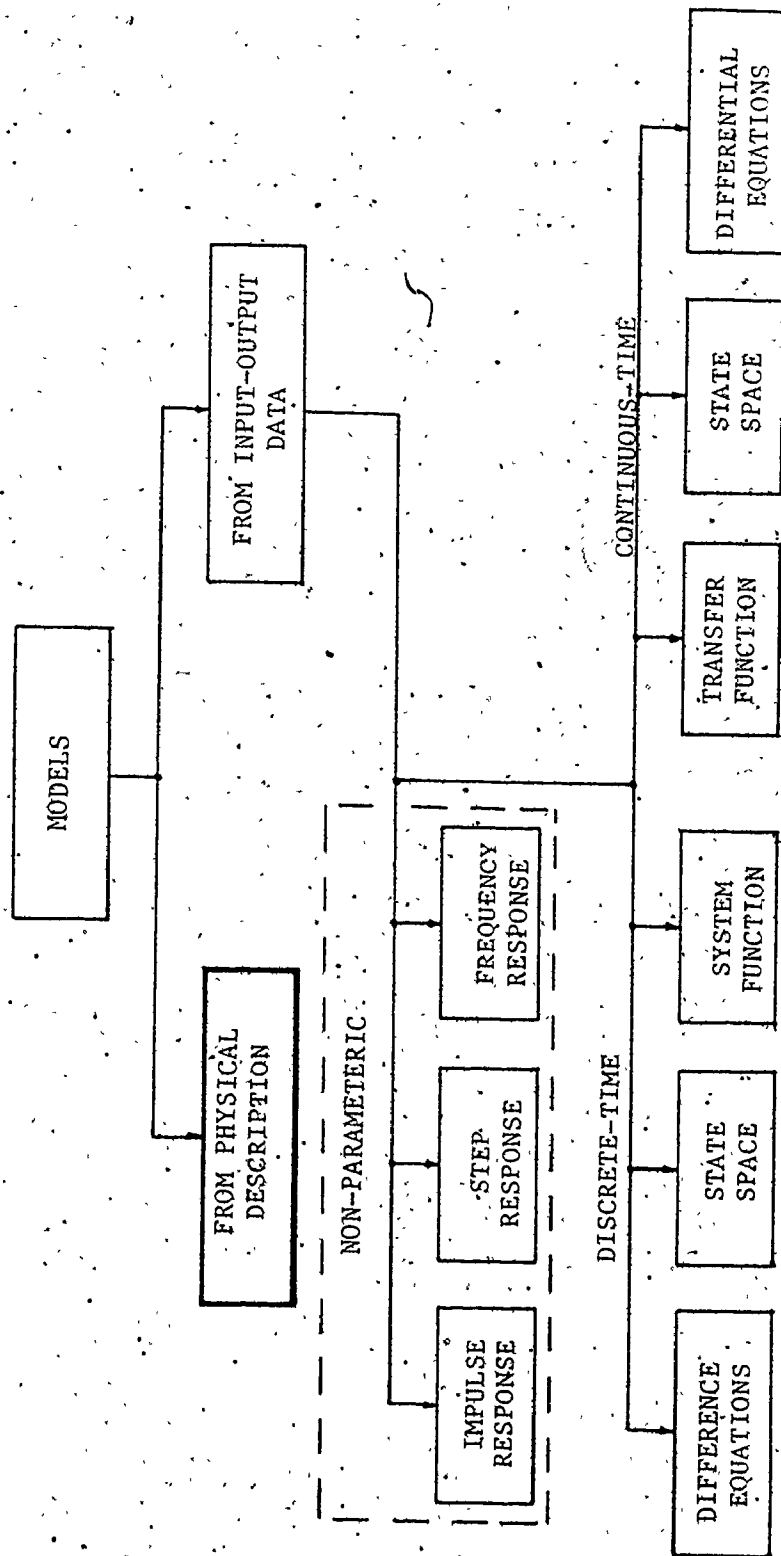 MODELS
FROM PHYSICAL
DESCRIPTION
FROM INPUT-OUTPUT
DATA
NON-PARAMETERIC
IMPULSE
RESPONSE
STEP
RESPONSE
FREQUENCY
RESPONSE
DISCRETE-TIME
CONTINUOUS-TIME
DIFFERENCE
EQUATIONS
STATE
SPACE
SYSTEM
FUNCTION
TRANSFER
FUNCTION
STATE
SPACE
DIFFERENTIAL
EQUATIONS